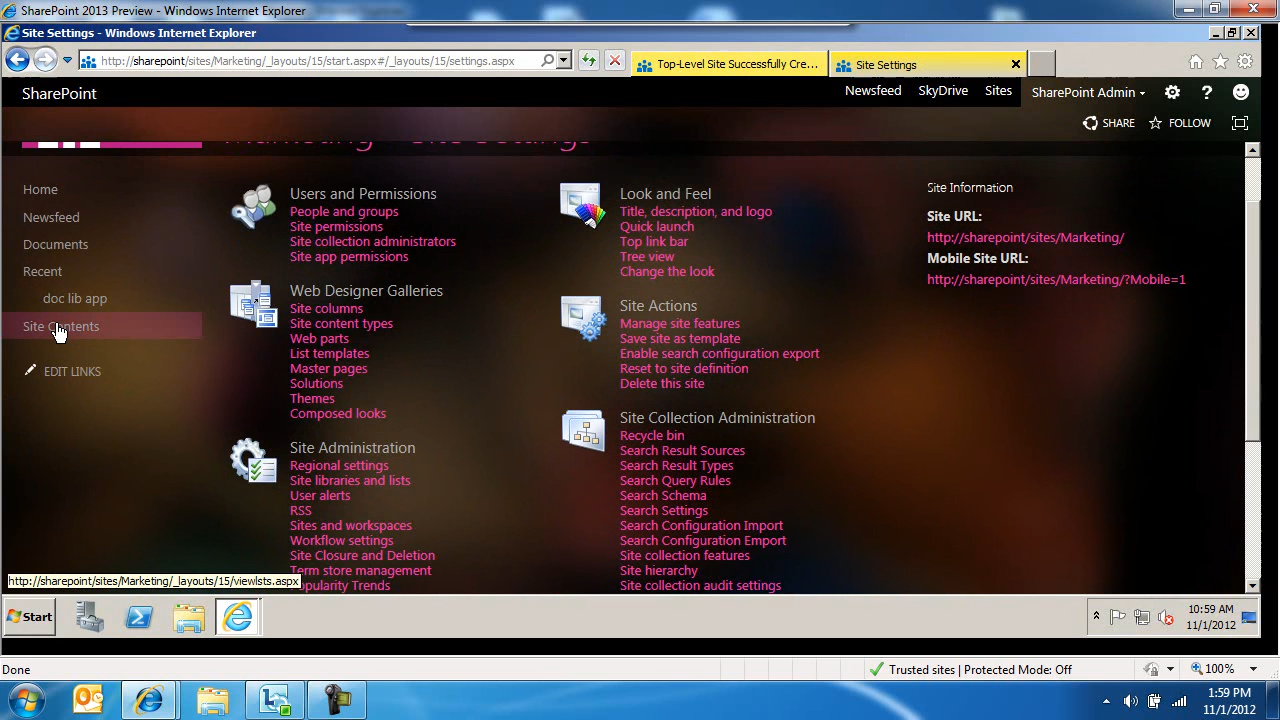 SharePoint 2013 Preview - Windows Internet Explorer
Site Settings - Windows Internet Explorer
http://sharepoint/sites/Marketing/_layouts/15/start.aspx#/_layouts/15/settings.aspx
Top-Level Site Successfully Cre...
Site Settings
SharePoint
Newsfeed
SkyDrive
Sites
SharePoint Admin
SHARE
FOLLOW
Marketing - Site Settings
Home
Newsfeed
Documents
Recent
doc lib app
Site Contents
EDIT LINKS
Users and Permissions
People and groups
Site permissions
Site collection administrators
Site app permissions
Web Designer Galleries
Site columns
Site content types
Web parts
List templates
Master pages
Solutions
Themes
Composed looks
Site Administration
Regional settings
Site libraries and lists
User alerts
RSS
Sites and workspaces
Workflow settings
Site Closure and Deletion
Term store management
Popularity Trends
Look and Feel
Title, description, and logo
Quick launch
Top link bar
Tree view
Change the look
Site Actions
Manage site features
Save site as template
Enable search configuration export
Reset to site definition
Delete this site
Site Collection Administration
Recycle bin
Search Result Sources
Search Result Types
Search Query Rules
Search Schema
Search Settings
Search Configuration Import
Search Configuration Emport
Site collection features
Site hierarchy
Site collection audit settings
Site Information
Site URL:
http://sharepoint/sites/Marketing/
Mobile Site URL:
http://sharepoint/sites/Marketing/?Mobile=1
http://sharepoint/sites/Marketing/_layouts/15/viewlsts.aspx
Start
10:59 AM
11/1/2012
Done
Trusted sites | Protected Mode: Off
100%
1:59 PM
11/1/2012